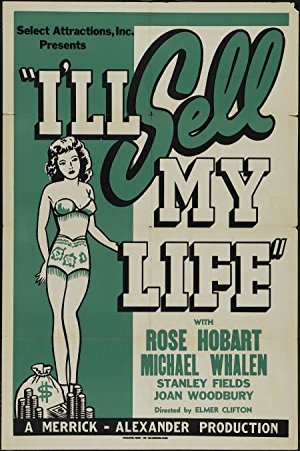 Select Attractions, Inc.
Presents
"I'LL
Sell
MY
LIFE"
WITH
ROSE HOBART
MICHAEL WHALEN
STANLEY FIELDS
JOAN WOODBURY
Directed by ELMER CLIFTON
$
A MERRICK - ALEXANDER PRODUCTION